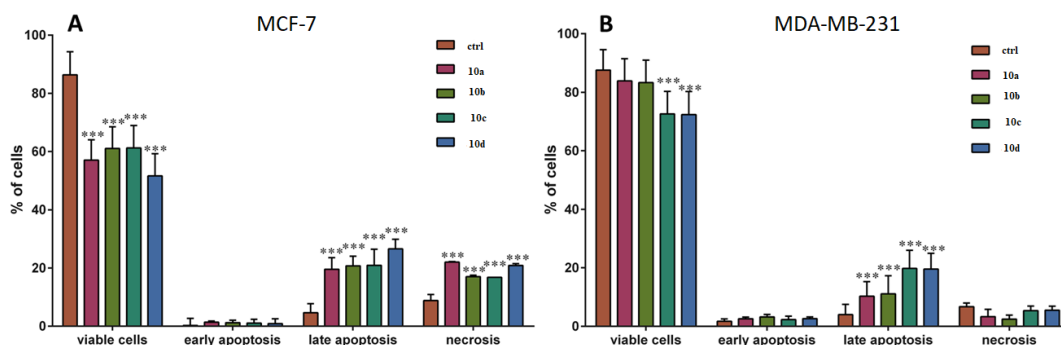 A
MCF-7
% of cells
100
80
60
40
20
0
ctrl
10a
10b
10c
10d
***
***
***
***
***
***
***
***
***
***
***
***
viable cells
early apoptosis
late apoptosis
necrosis
B
MDA-MB-231
% of cells
100
80
60
40
20
0
ctrl
10a
10b
10c
10d
***
***
***
***
***
***
viable cells
early apoptosis
late apoptosis
necrosis